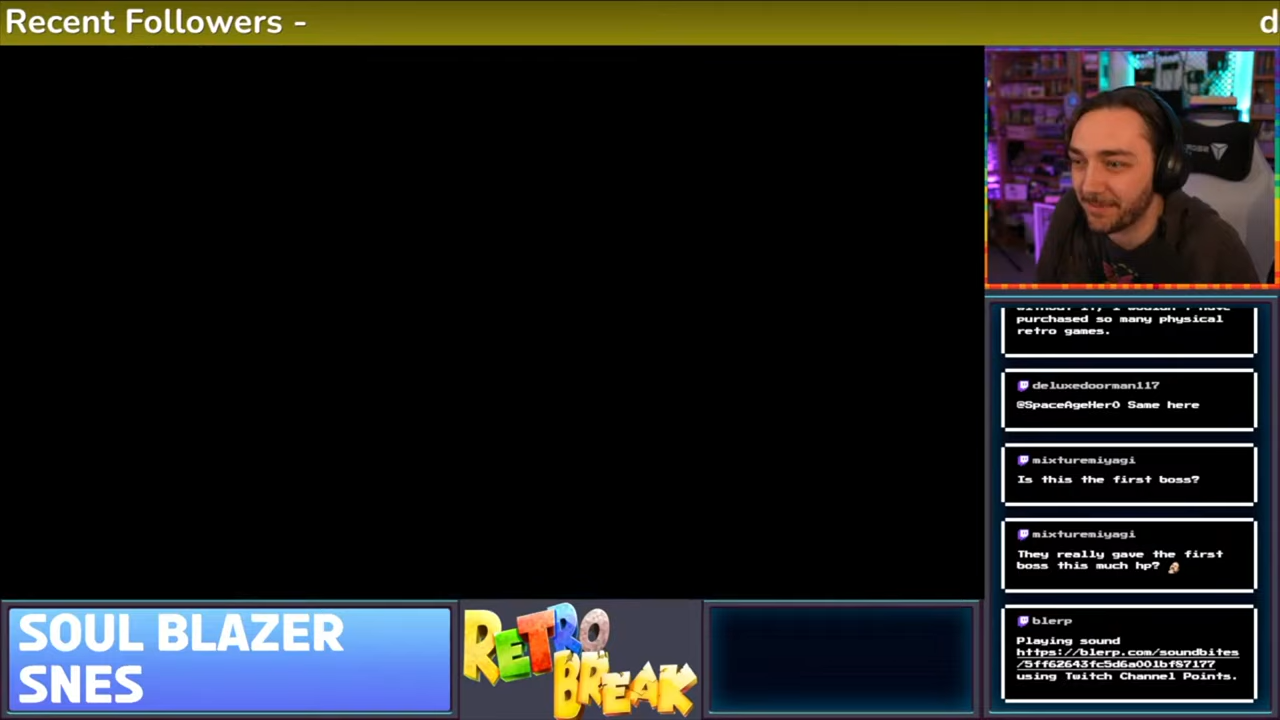 Recent Followers -
d
purchased so many physical
retro games.
deluxedoorman117
@SpaceAgeHer0 Same here
mixturemiyagi
Is this the first boss?
mixturemiyagi
They really gave the first
boss this much hp?
blerp
Playing sound
https://blerp.com/soundbites
/5ff62643fc5d6a001bf87177
using Twitch Channel Points.
SOUL BLAZER
SNES
RETRO
BREAK